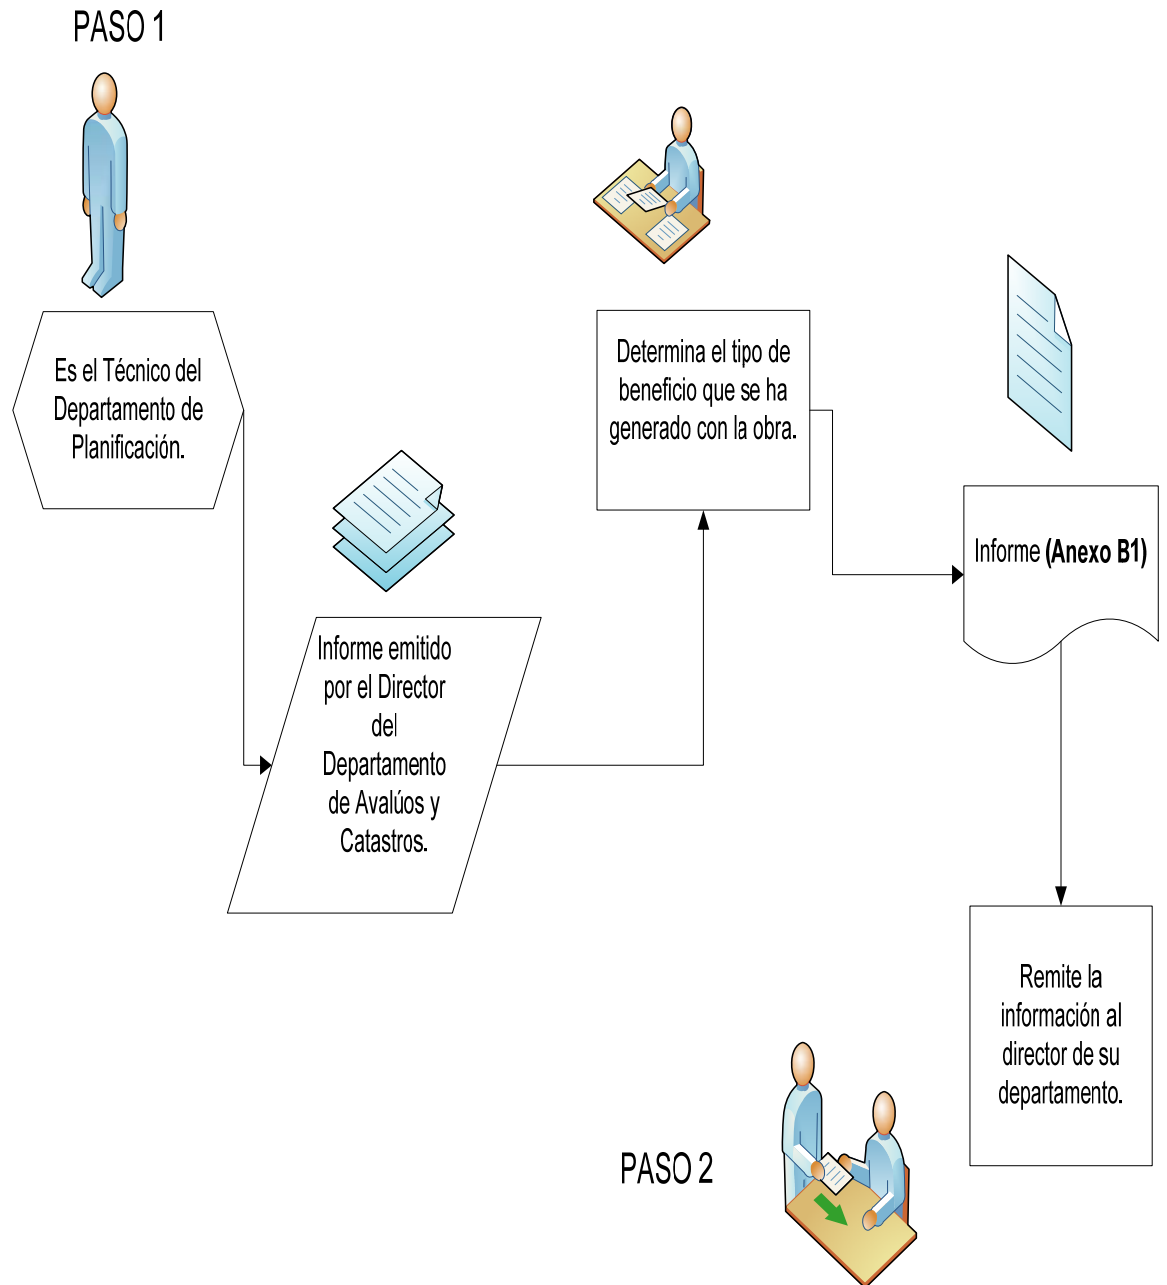 PASO 1
Es el Técnico del
Departamento de
Planificación.
Informe emitido
por el Director
del
Departamento
de Avalúos y
Catastros.
Determina el tipo de
beneficio que se ha
generado con la obra.
Informe (Anexo B1)
Remite la
información al
director de su
departamento.
PASO 2